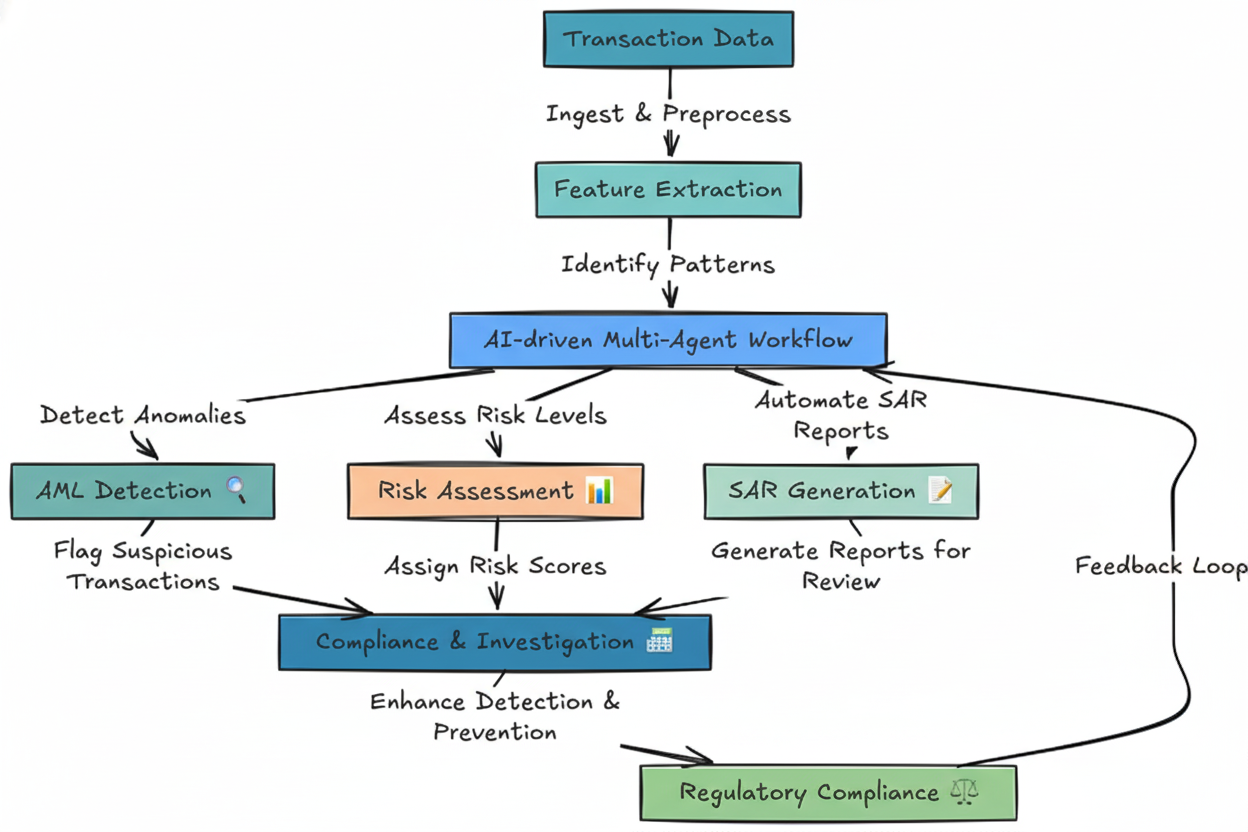 Transaction Data
Ingest & Preprocess
Feature Extraction
Identify Patterns
AI-driven Multi-Agent Workflow
Detect Anomalies
Assess Risk Levels
Automate SAR
Reports
AML Detection
Risk Assessment
SAR Generation
Flag Suspicious
Transactions
Assign Risk Scores
Generate Reports for
Review
Feedback Loop
Compliance & Investigation
Enhance Detection &
Prevention
Regulatory Compliance